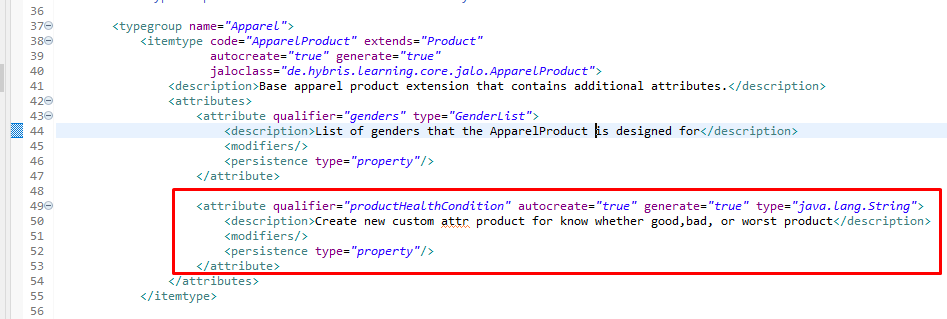 36
37 <typegroup name="Apparel">
38 <itemtype code="ApparelProduct" extends="Product"
39 autocreate="true" generate="true"
40 jaloclass="de.hybris.learning.core.jalo.ApparelProduct">
41 <description>Base apparel product extension that contains additional attributes.</description>
42 <attributes>
43 <attribute qualifier="genders" type="GenderList">
44 <description>List of genders that the ApparelProduct is designed for</description>
45 <modifiers/>
46 <persistence type="property"/>
47 </attribute>
48
49 <attribute qualifier="productHealthCondition" autocreate="true" generate="true" type="java.lang.String">
50 <description>Create new custom attr product for know whether good,bad, or worst product</description>
51 <modifiers/>
52 <persistence type="property"/>
53 </attribute>
54 </attributes>
55 </itemtype>
56